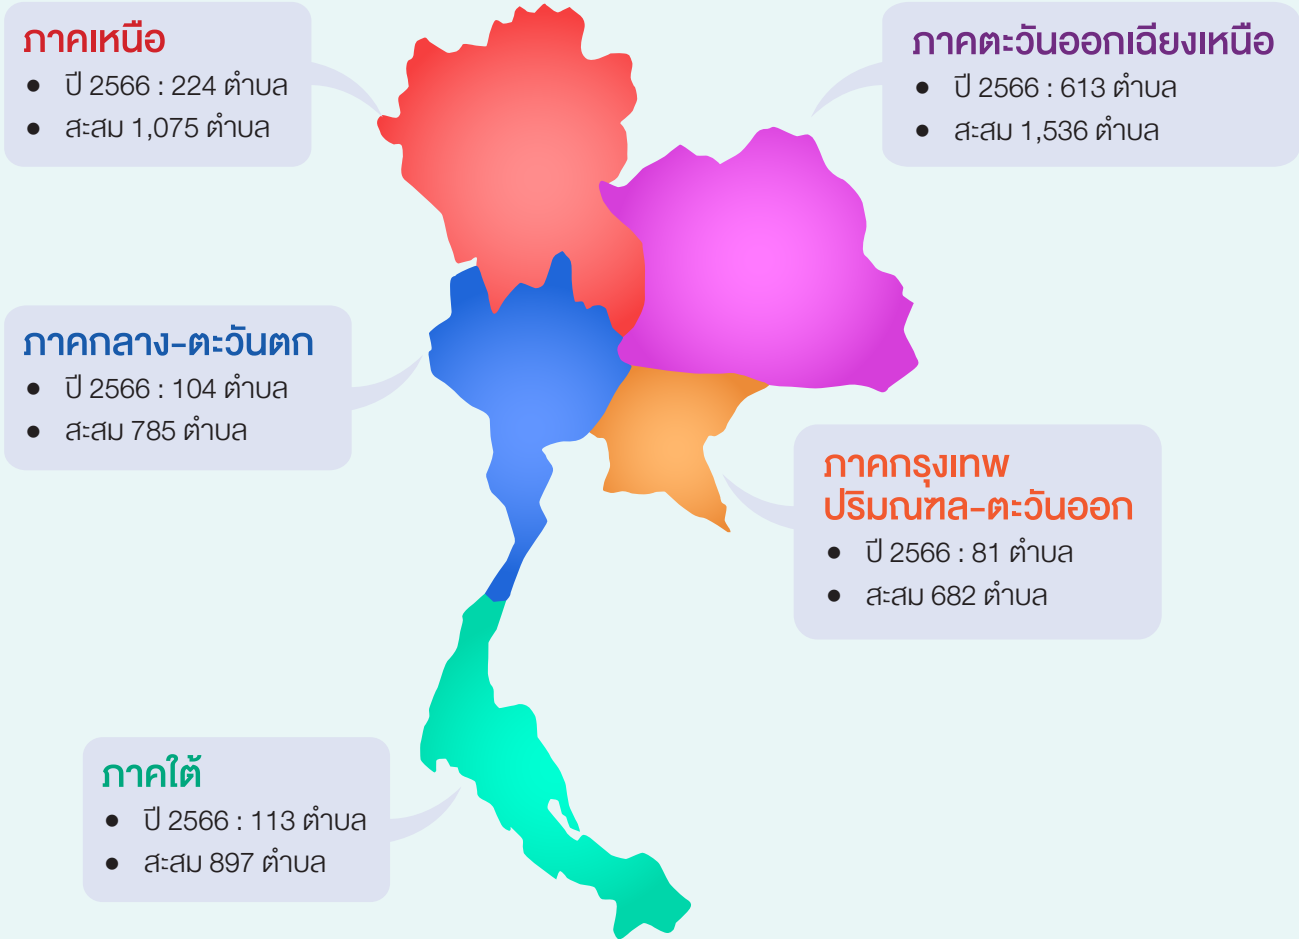 ภาคเหนือ
• ปี 2566 : 224 ตำบล
• สะสม 1,075 ตำบล
ภาคตะวันออกเฉียงเหนือ
• ปี 2566 : 613 ตำบล
• สะสม 1,536 ตำบล
ภาคกลาง-ตะวันตก
• ปี 2566 : 104 ตำบล
• สะสม 785 ตำบล
ภาคกรุงเทพ
ปริมณฑล-ตะวันออก
• ปี 2566 : 81 ตำบล
• สะสม 682 ตำบล
ภาคใต้
• ปี 2566 : 113 ตำบล
• สะสม 897 ตำบล